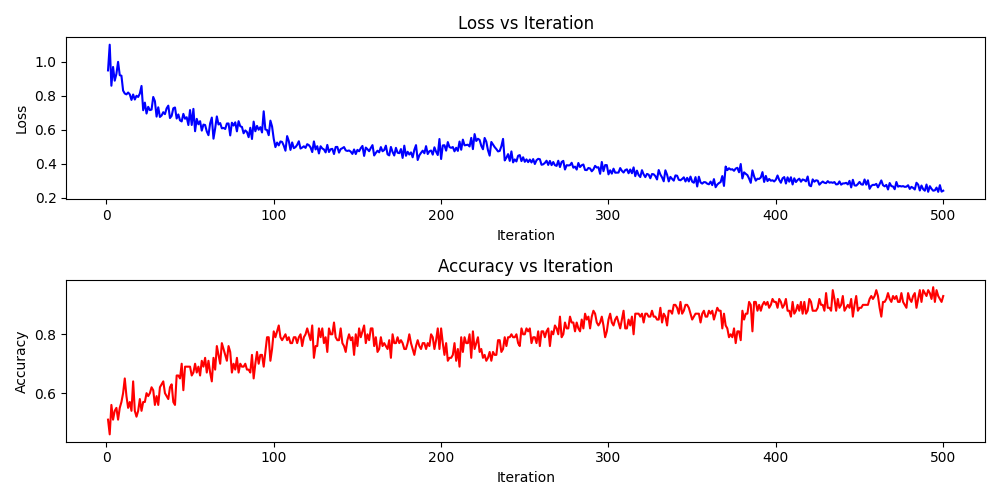 Loss vs Iteration
1.0
0.8
0.6
0.4
0.2
Loss
0 100 200 300 400 500
Iteration
Accuracy vs Iteration
0.8
0.6
Accuracy
0 100 200 300 400 500
Iteration